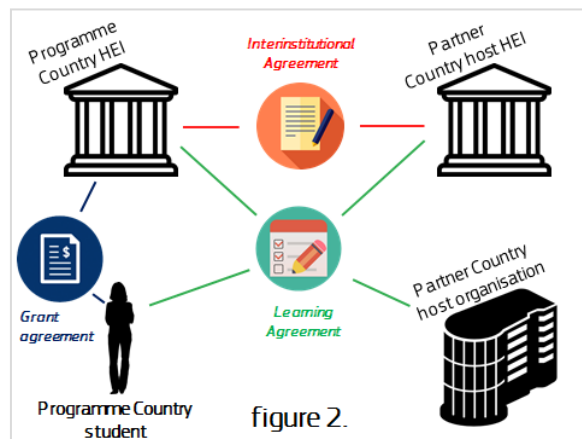 Programme
Country HEI
Interinstitutional
Agreement
Partner
Country host HEI
$
Grant
agreement
Learning
Agreement
Partner Country
host organisation
Programme Country
student
figure 2.